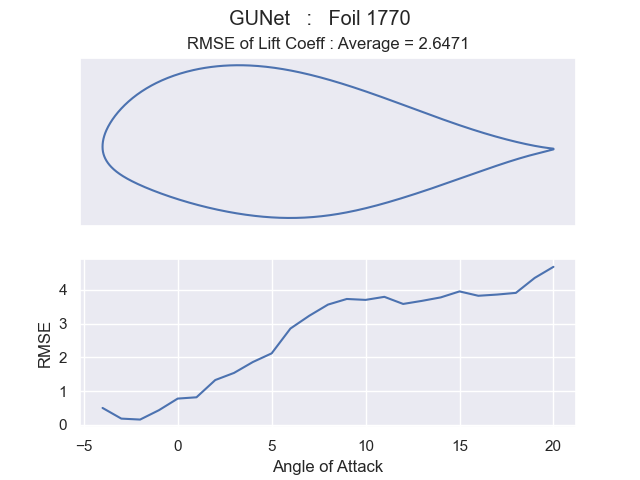 GUNet : Foil 1770
RMSE of Lift Coeff : Average = 2.6471
RMSE
4
3
2
1
0
−5 0 5 10 15 20
Angle of Attack